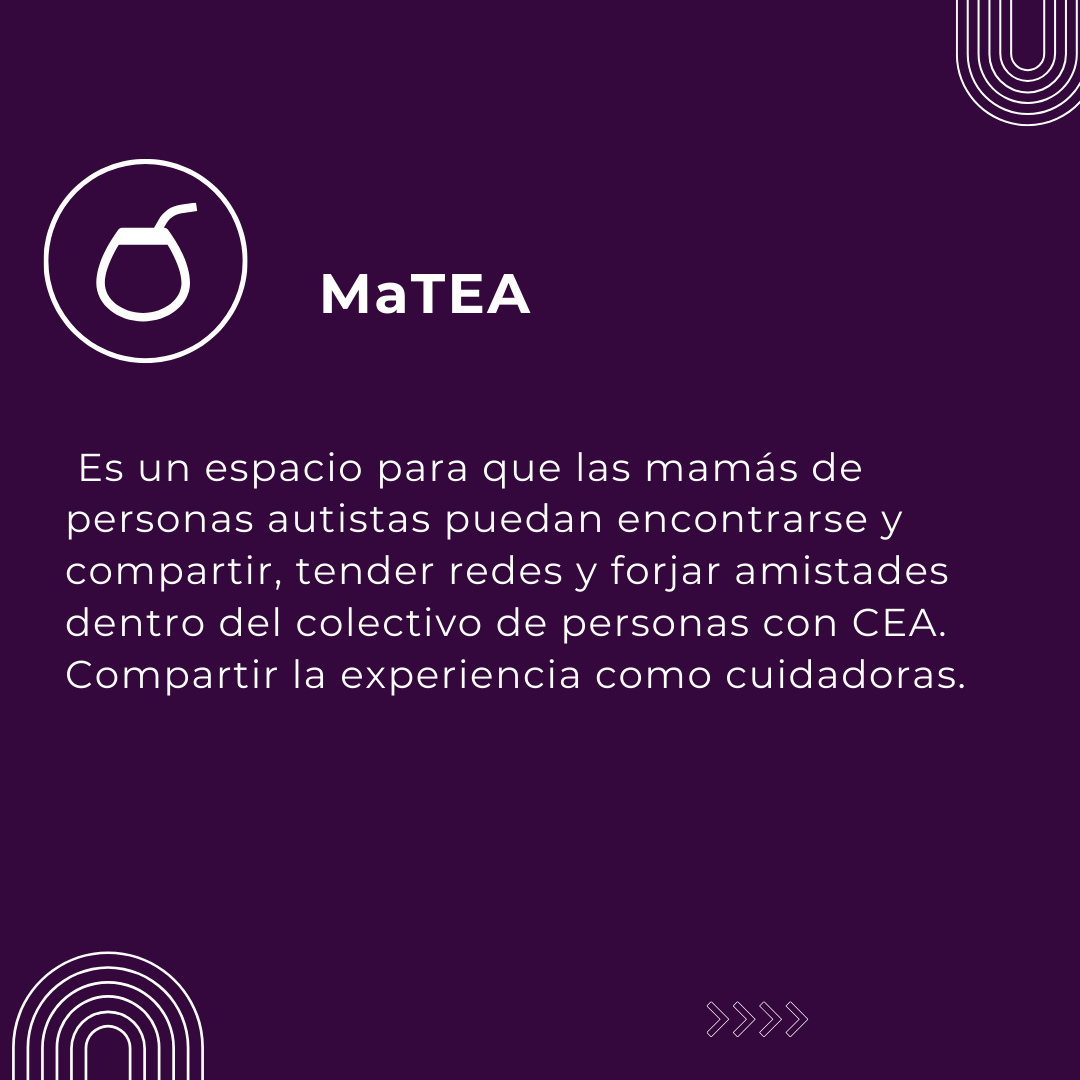 MaTEA
Es un espacio para que las mamás de
personas autistas puedan encontrarse y
compartir, tender redes y forjar amistades
dentro del colectivo de personas con CEA.
Compartir la experiencia como cuidadoras.